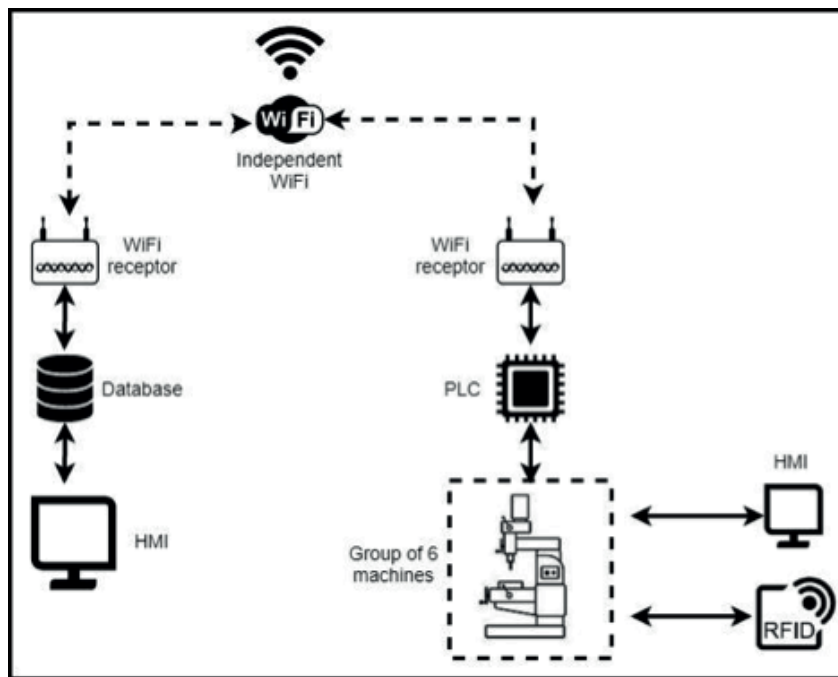 Wi Fi
Independent
WiFi
WiFi
receptor
WiFi
receptor
Database
PLC
HMI
HMI
Group of 6
machines
RFID